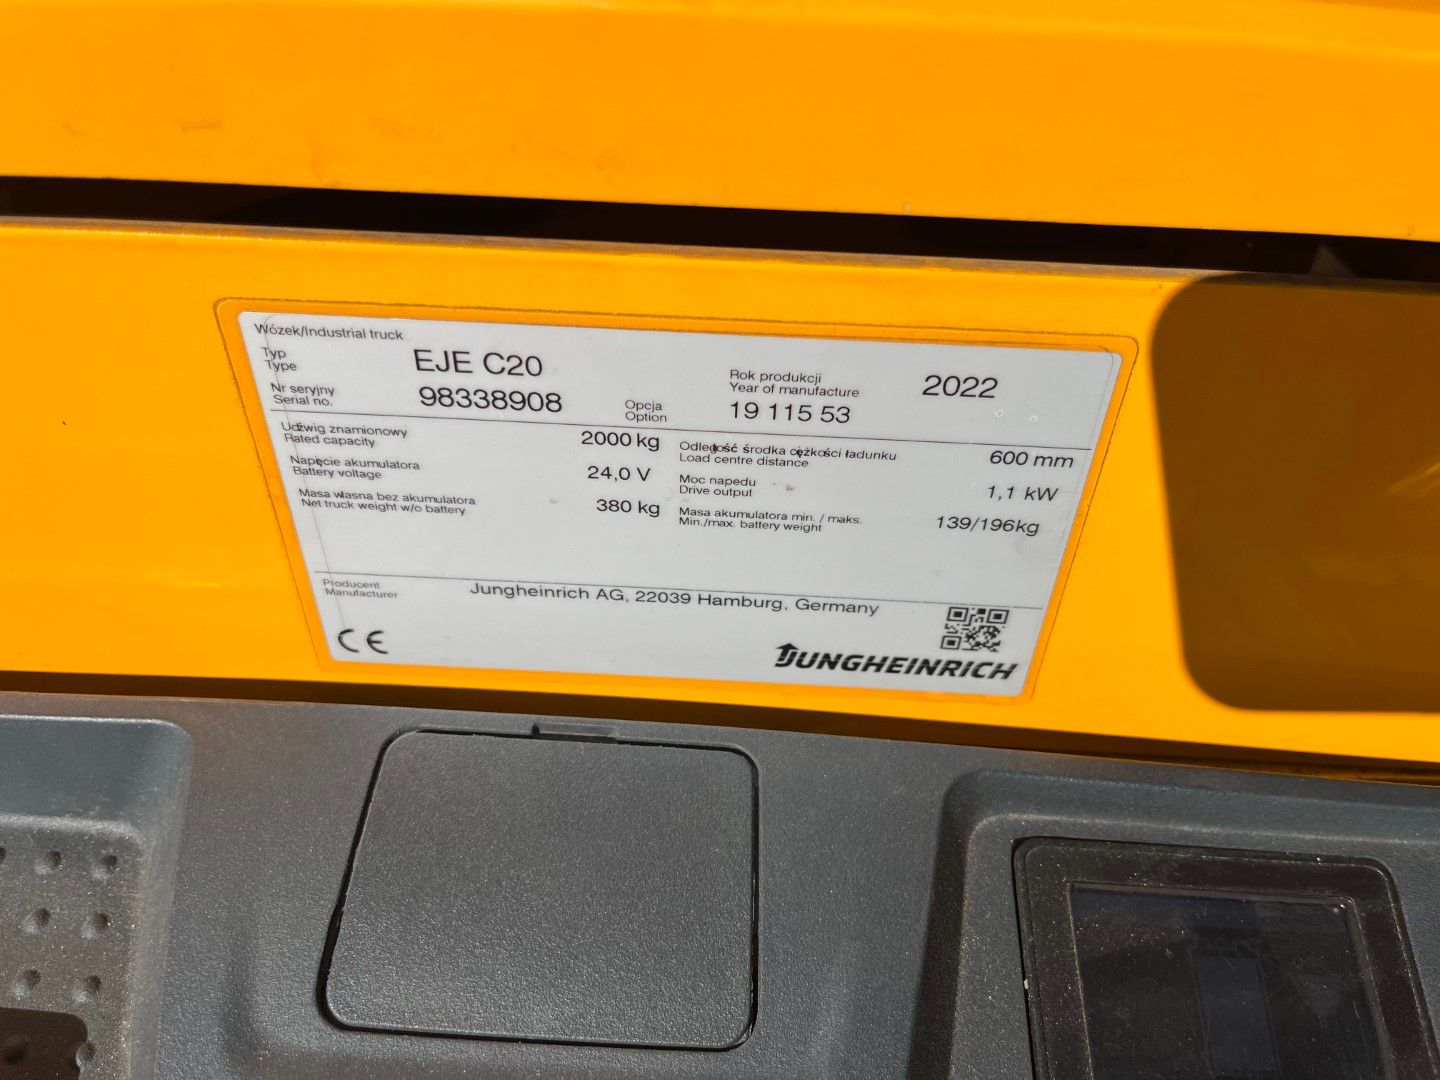 Wózek/Industrial truck
Typ
Type
EJE C20
Rok produkcji
Year of manufacture
2022
Nr seryjny
Serial no.
98338908
Opcja
Option
19 115 53
Udźwig znamionowy
Rated capacity
2000 kg
Odległość środka ciężkości ładunku
Load centre distance
600 mm
Napięcie akumulatora
Battery voltage
24,0 V
Moc napedu
Drive output
1,1 kW
Masa własna bez akumulatora
Net truck weight w/o battery
380 kg
Masa akumulatora min. / maks.
Min./max. battery weight
139/196kg
Producent
Manufacturer
Jungheinrich AG, 22039 Hamburg, Germany
CE
JUNGHEINRICH